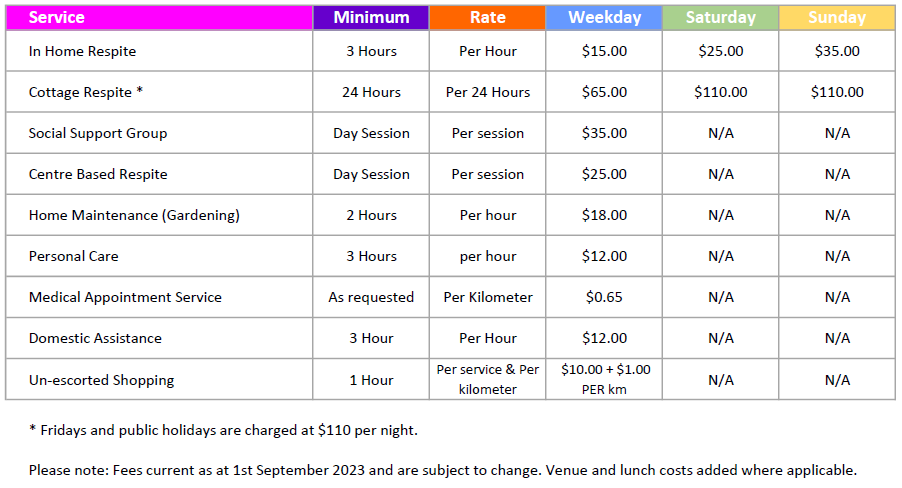 Service Minimum Rate Weekday Saturday Sunday
In Home Respite 3 Hours Per Hour $15.00 $25.00 $35.00
Cottage Respite * 24 Hours Per 24 Hours $65.00 $110.00 $110.00
Social Support Group Day Session Per session $35.00 N/A N/A
Centre Based Respite Day Session Per session $25.00 N/A N/A
Home Maintenance (Gardening) 2 Hours Per hour $18.00 N/A N/A
Personal Care 3 Hours per hour $12.00 N/A N/A
Medical Appointment Service As requested Per Kilometer $0.65 N/A N/A
Domestic Assistance 3 Hour Per Hour $12.00 N/A N/A
Un-escorted Shopping 1 Hour Per service & Per kilometer $10.00 + $1.00 PER km N/A N/A
* Fridays and public holidays are charged at $110 per night.
Please note: Fees current as at 1st September 2023 and are subject to change. Venue and lunch costs added where applicable.